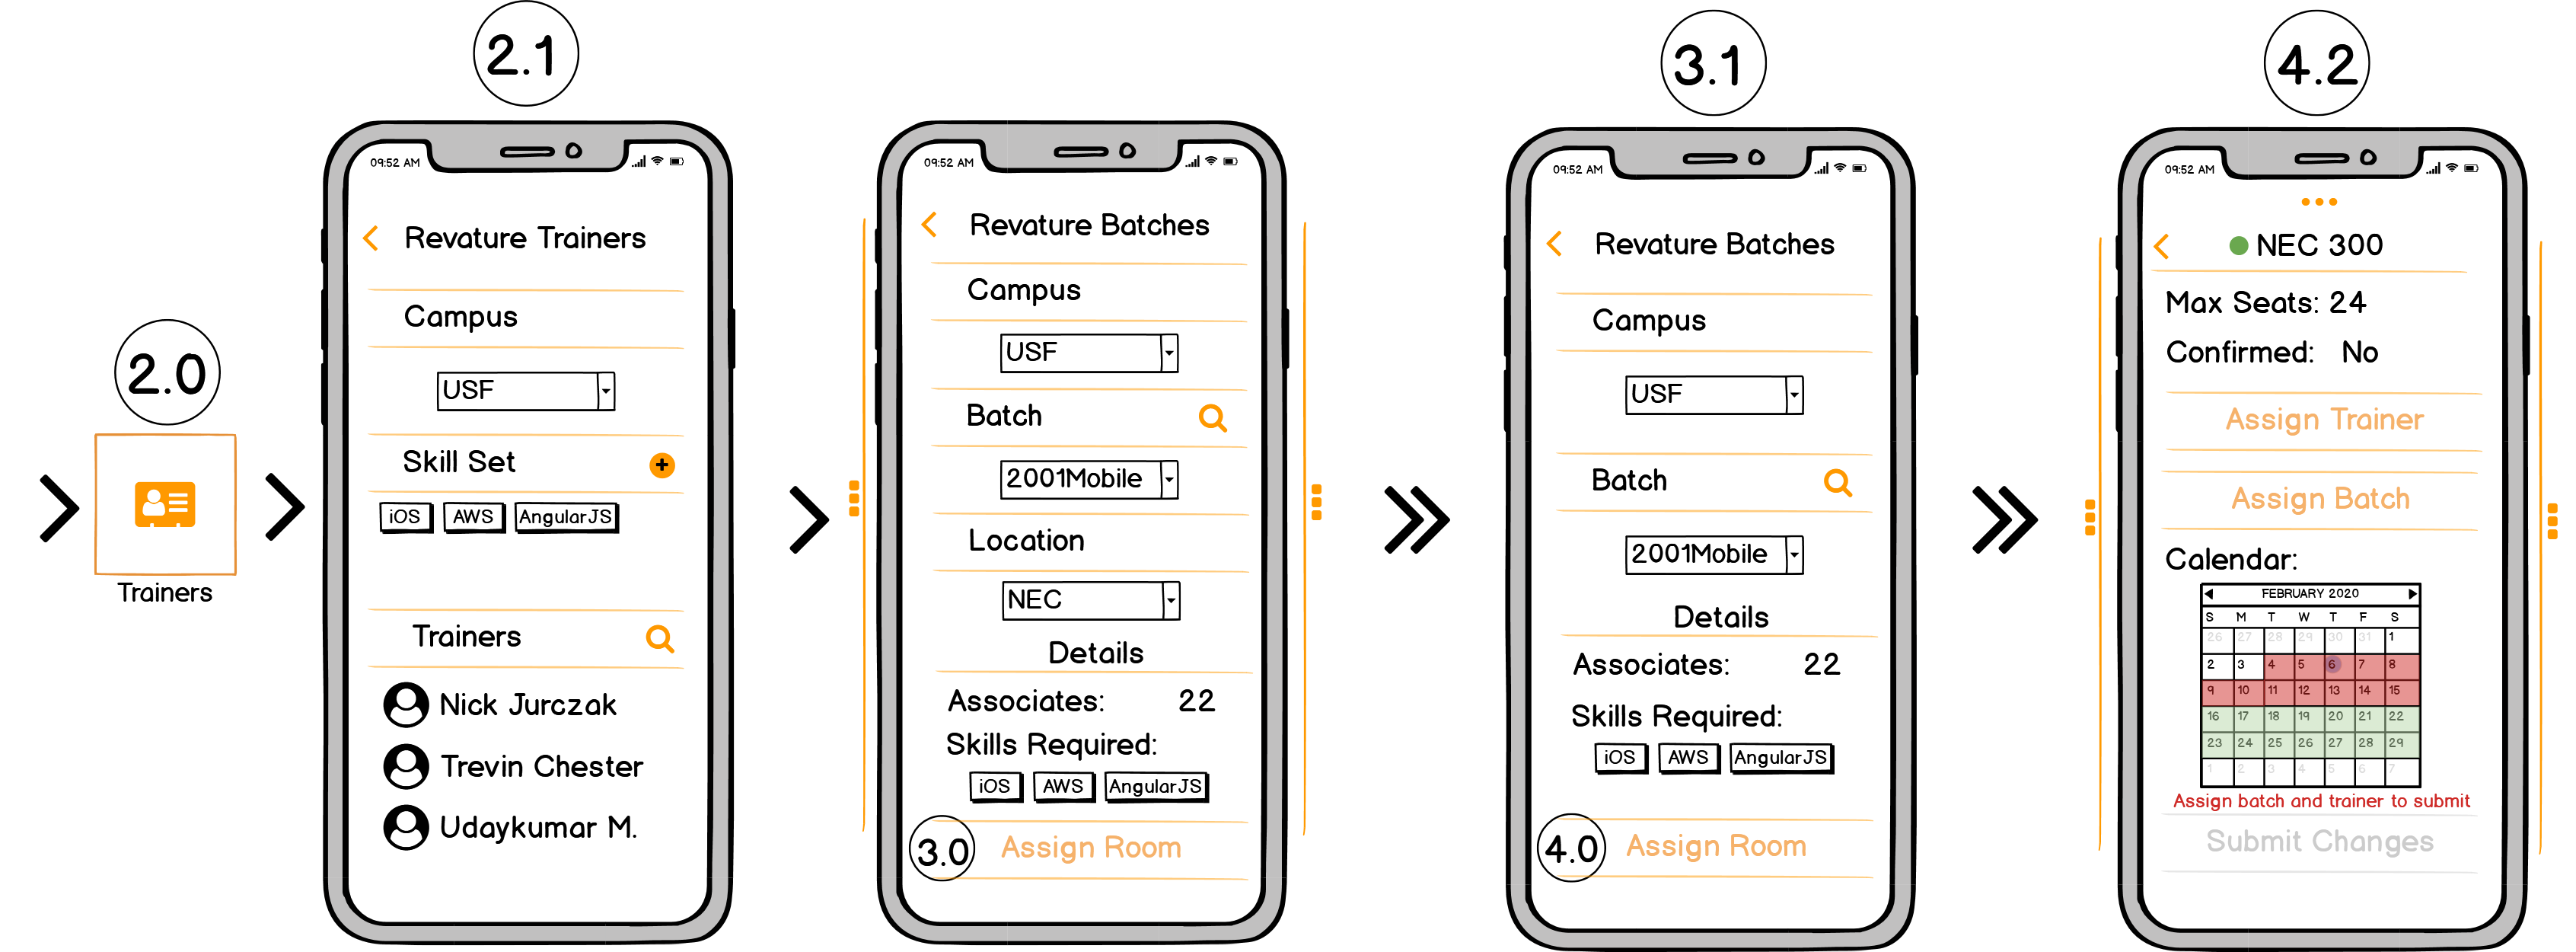 2.0
Trainers
2.1
09:52 AM
Revature Trainers
Campus
USF
Skill Set
iOS AWS AngularJS
Trainers
Nick Jurczak
Trevin Chester
Udaykumar M.
09:52 AM
Revature Batches
Campus
USF
Batch
2001Mobile
Location
NEC
Details
Associates: 22
Skills Required:
iOS AWS AngularJS
3.0 Assign Room
3.1
09:52 AM
Revature Batches
Campus
USF
Batch
2001Mobile
Details
Associates: 22
Skills Required:
iOS AWS AngularJS
4.0 Assign Room
4.2
09:52 AM
NEC 300
Max Seats: 24
Confirmed: No
Assign Trainer
Assign Batch
Calendar:
FEBRUARY 2020
S M T W T F S
26 27 28 29 30 31 1
2 3 4 5 6 7 8
9 10 11 12 13 14 15
16 17 18 19 20 21 22
23 24 25 26 27 28 29
1 2 3 4 5 6 7
Assign batch and trainer to submit
Submit Changes